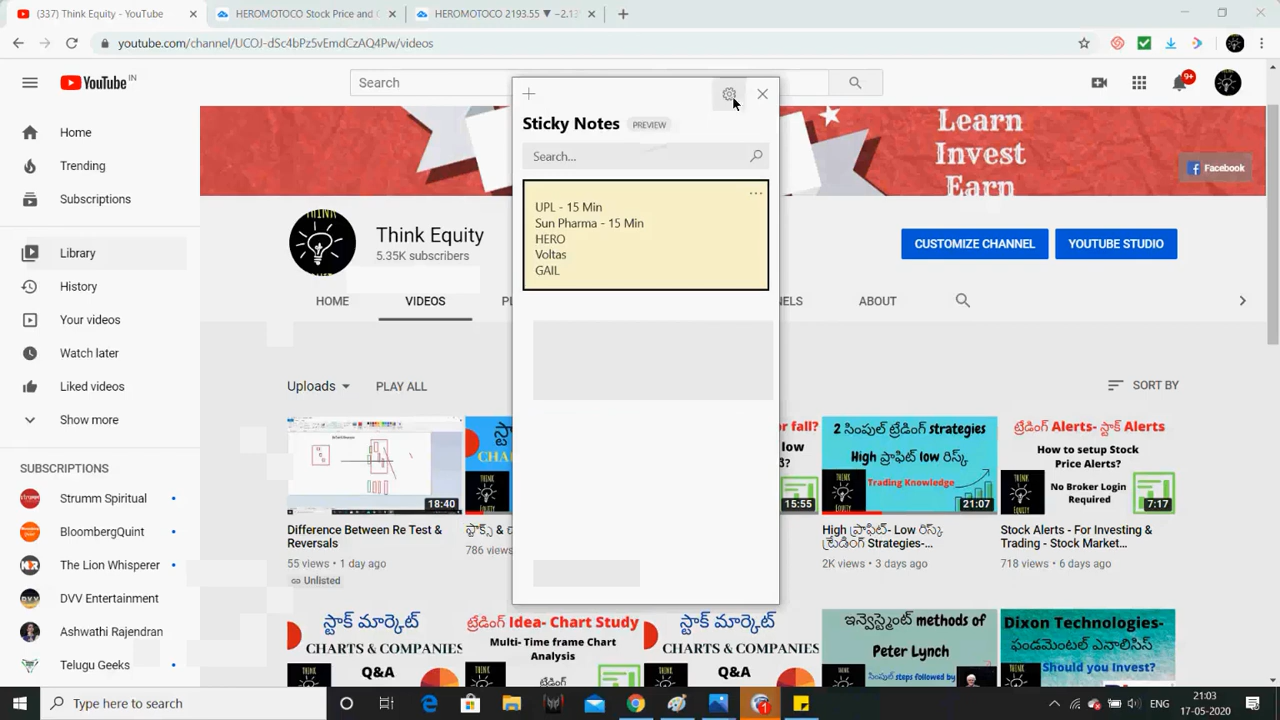 (337) Think Equity - YouTube
HEROMOTOCO Stock Price and
HEROMOTOCO 2193.55 ▼ −2.13
youtube.com/channel/UCOJ-dSc4bPz5vEmdCzAQ4Pw/videos
YouTube IN
Search
9+
Home
Trending
Subscriptions
Library
History
Your videos
Watch later
Liked videos
Show more
SUBSCRIPTIONS
Strumm Spiritual
BloombergQuint
The Lion Whisperer
DVV Entertainment
Ashwathi Rajendran
Telugu Geeks
Learn
Invest
Earn
Facebook
THINK
Think Equity
5.35K subscribers
CUSTOMIZE CHANNEL
YOUTUBE STUDIO
HOME
VIDEOS
NELS
ABOUT
Uploads
PLAY ALL
SORT BY
Sticky Notes PREVIEW
Search...
UPL - 15 Min
Sun Pharma - 15 Min
HERO
Voltas
GAIL
18:40
Difference Between Re Test &
Reversals
55 views • 1 day ago
Unlisted
786 views
or fall?
low
15:55
2 సింపుల్ ట్రేడింగ్ strategies
High ప్రాఫిట్ low రిస్క్
Trading Knowledge
21:07
High ప్రాఫిట్- Low రిస్క్
ట్రేడింగ్ Strategies-...
2K views • 3 days ago
ట్రేడింగ్ Alerts- స్టాక్ Alerts
How to setup Stock
Price Alerts?
No Broker Login
Required
THINK
EQUITY
7:17
Stock Alerts - For Investing &
Trading - Stock Market...
718 views • 6 days ago
స్టాక్ మార్కెట్
CHARTS & COMPANIES
Q&A
ట్రేడింగ్ Idea- Chart Study
Multi- Time frame Chart
Analysis
ట్రేడింగ్
స్టాక్ మార్కెట్
CHARTS & COMPANIES
Q&A
ఇన్వెస్ట్మెంట్ methods of
Peter Lynch
Dixon Technologies-
ఫండమెంటల్ ఎనాలిసిస్
Should you Invest?
Type here to search
ENG
21:03
17-05-2020